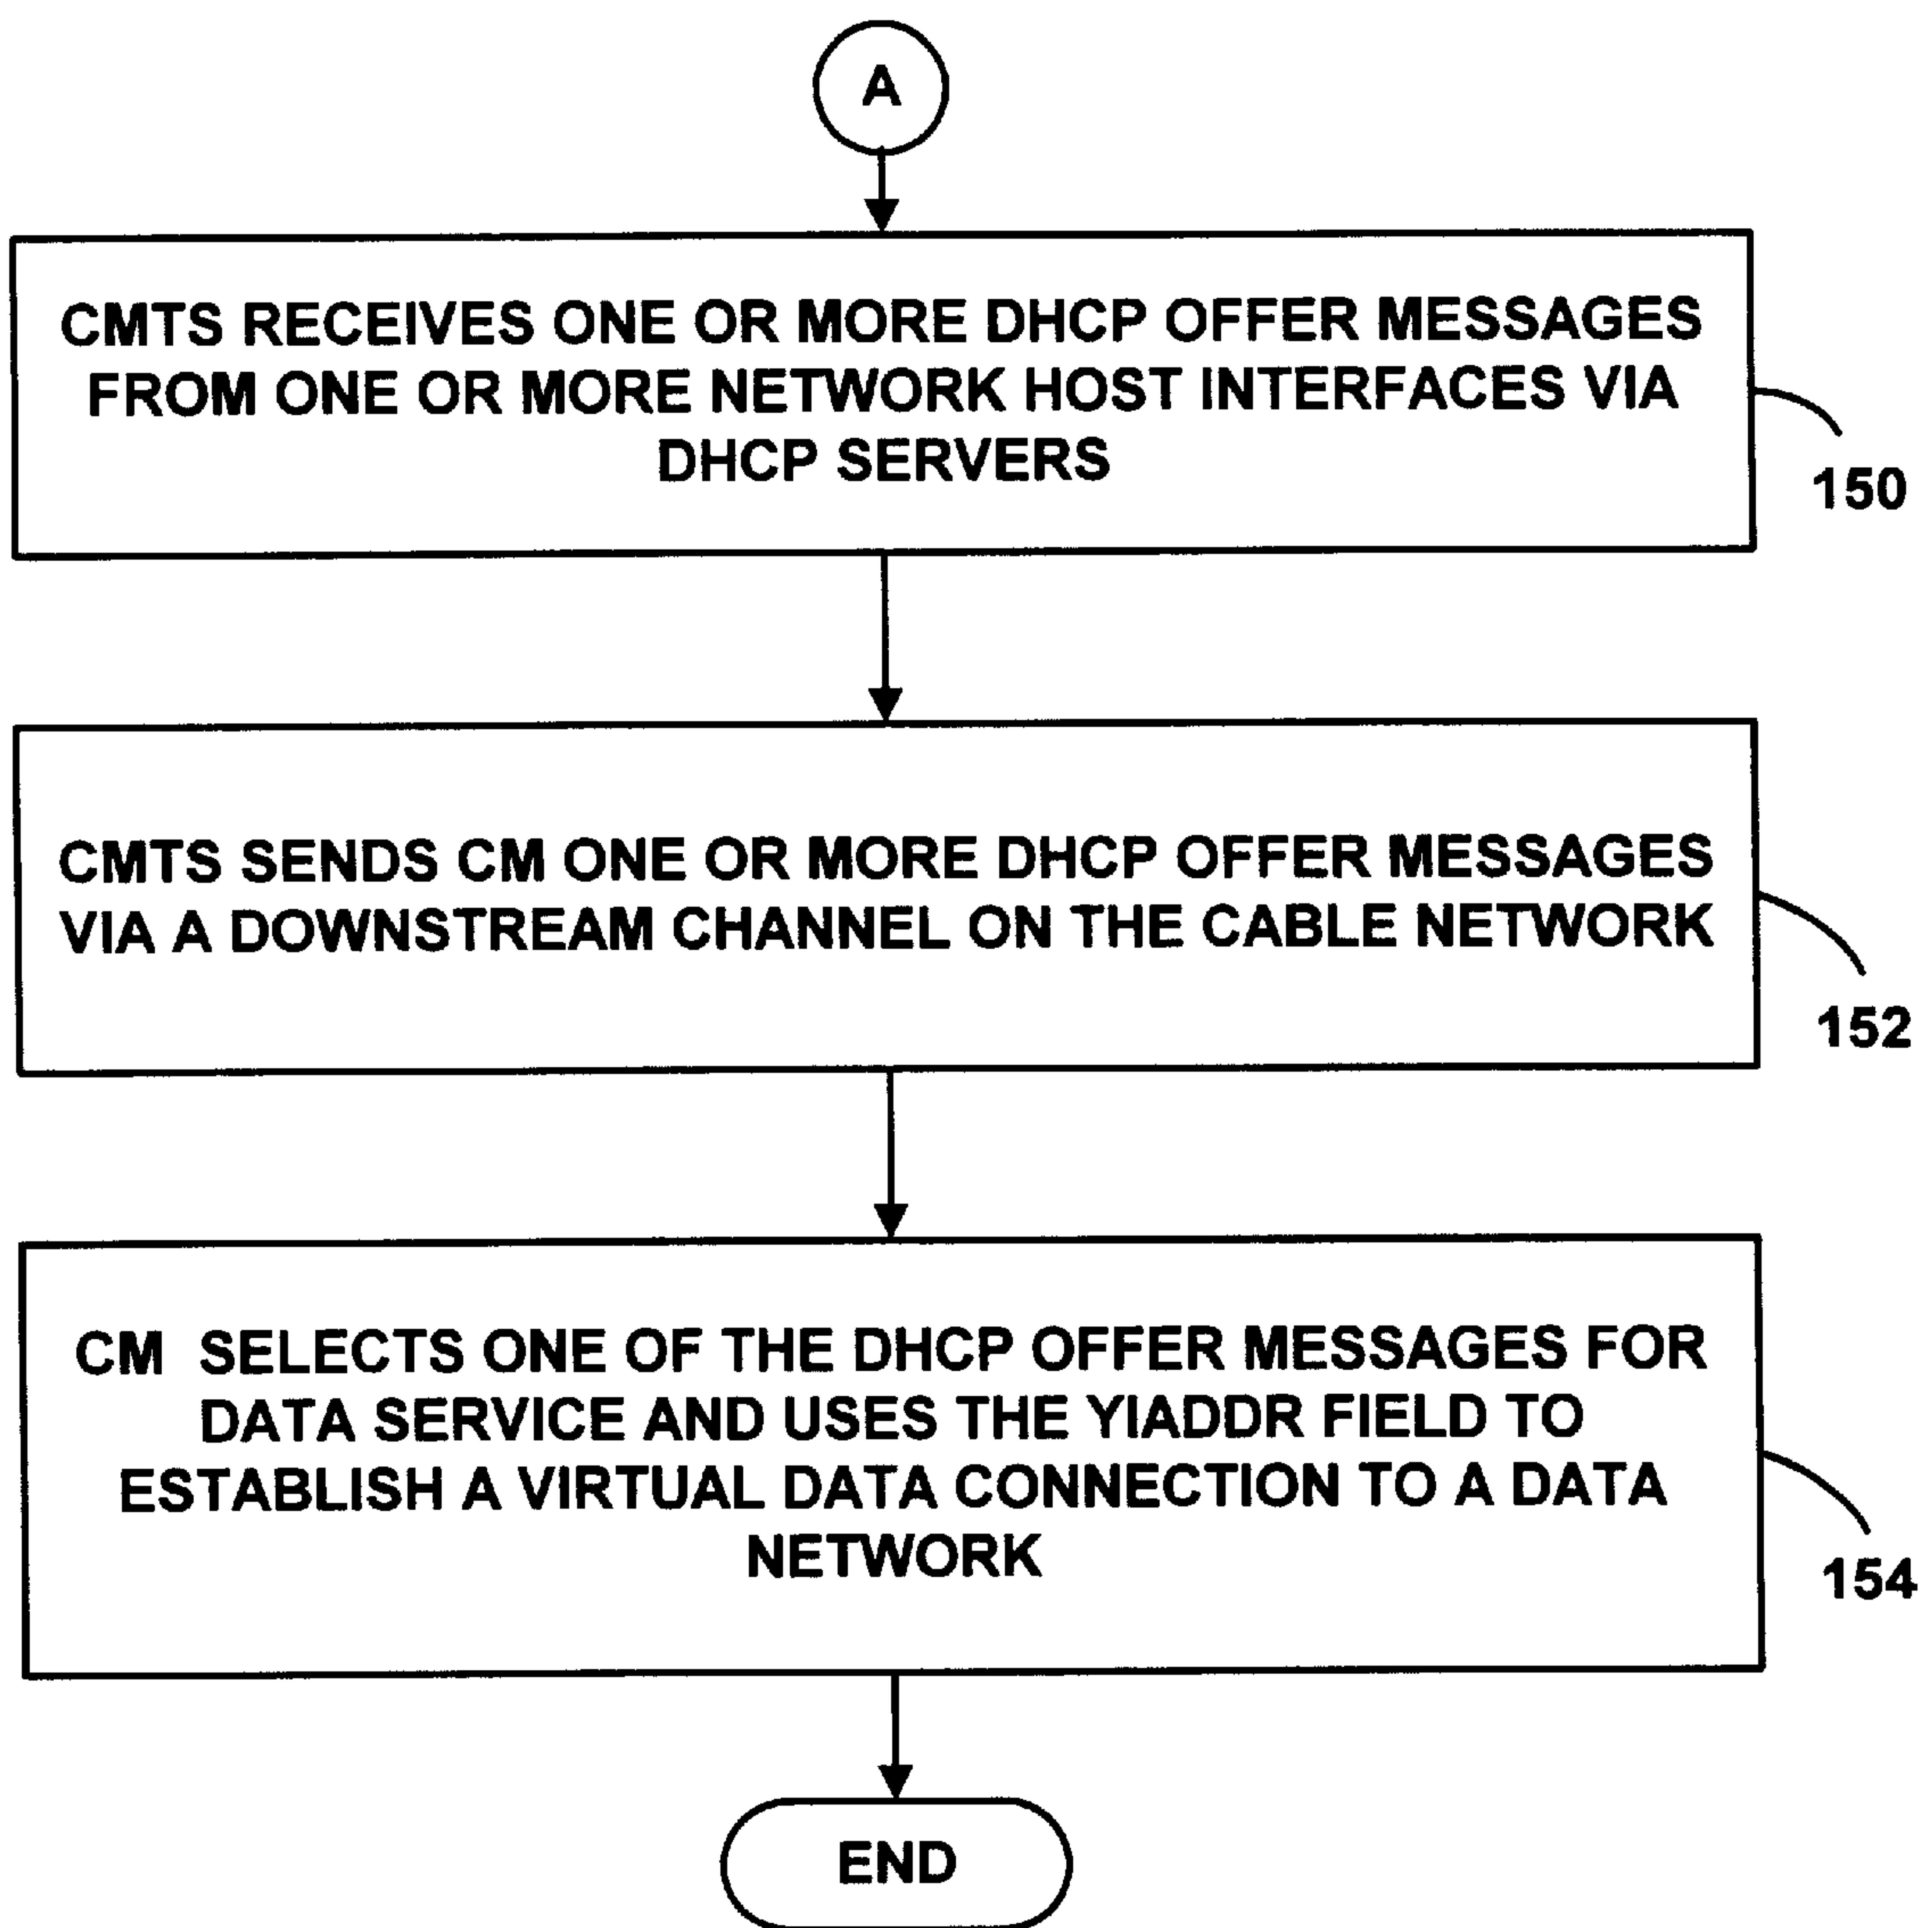 A
CMTS RECEIVES ONE OR MORE DHCP OFFER MESSAGES
FROM ONE OR MORE NETWORK HOST INTERFACES VIA
DHCP SERVERS
150
CMTS SENDS CM ONE OR MORE DHCP OFFER MESSAGES
VIA A DOWNSTREAM CHANNEL ON THE CABLE NETWORK
152
CM SELECTS ONE OF THE DHCP OFFER MESSAGES FOR
DATA SERVICE AND USES THE YIADDR FIELD TO
ESTABLISH A VIRTUAL DATA CONNECTION TO A DATA
NETWORK
154
END